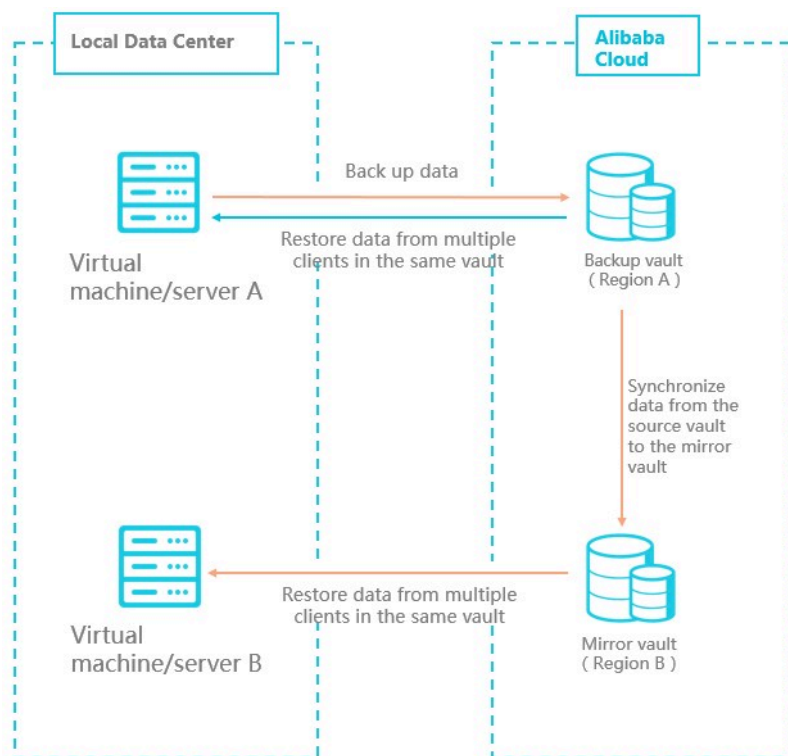 Local Data Center
Alibaba
Cloud
Back up data
Restore data from multiple
clients in the same vault
Virtual
machine/server A
Backup vault
( Region A )
Synchronize
data from the
source vault
to the mirror
vault
Restore data from multiple
clients in the same vault
Virtual
machine/server B
Mirror vault
( Region B )